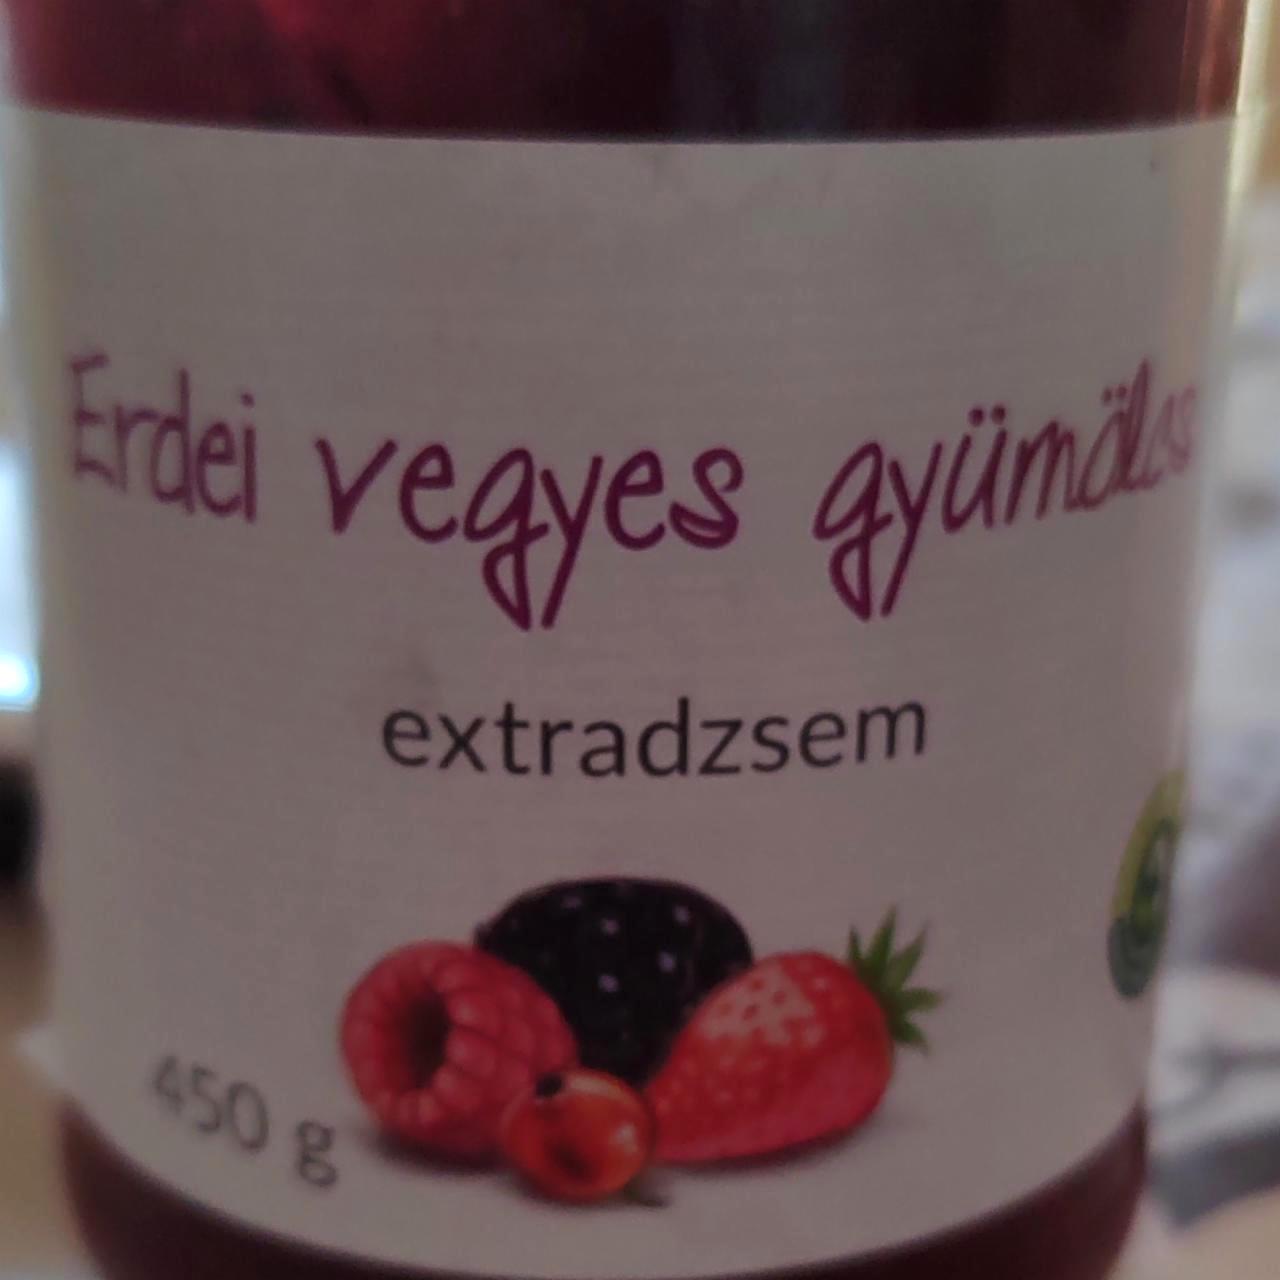 Erdei vegyes gyümölcs
extradzsem
450 g